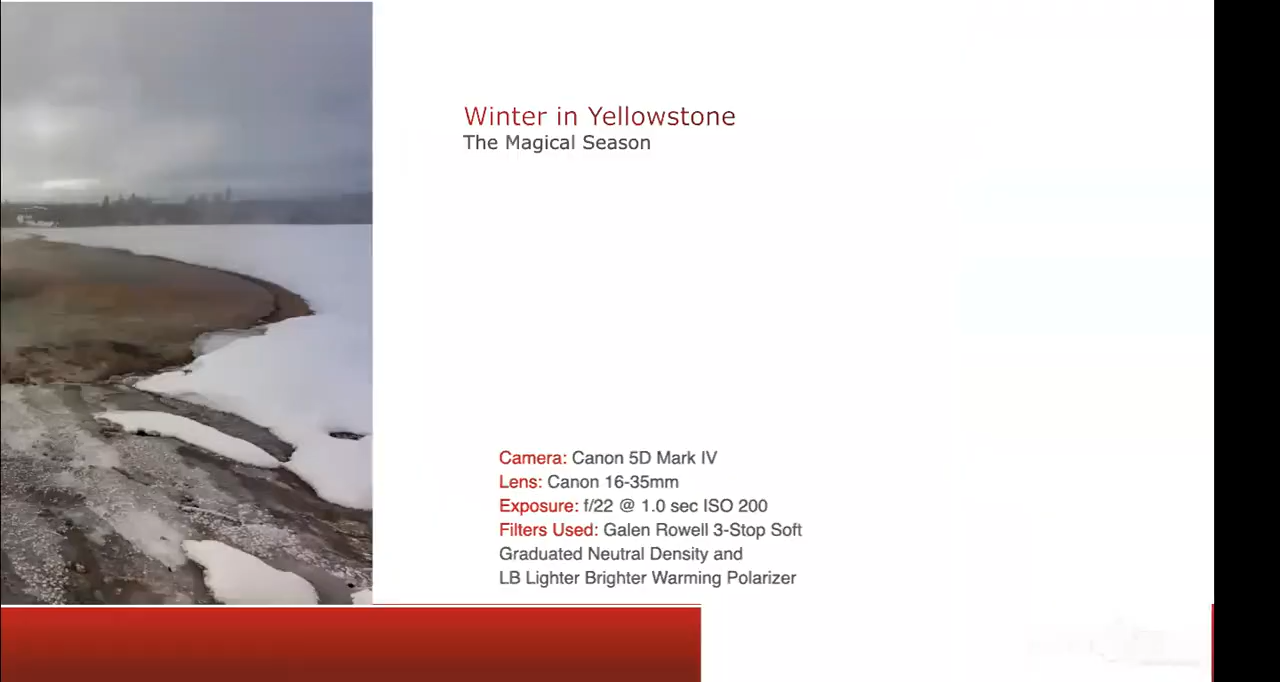 Winter in Yellowstone
The Magical Season
Camera: Canon 5D Mark IV
Lens: Canon 16-35mm
Exposure: f/22 @ 1.0 sec ISO 200
Filters Used: Galen Rowell 3-Stop Soft
Graduated Neutral Density and
LB Lighter Brighter Warming Polarizer